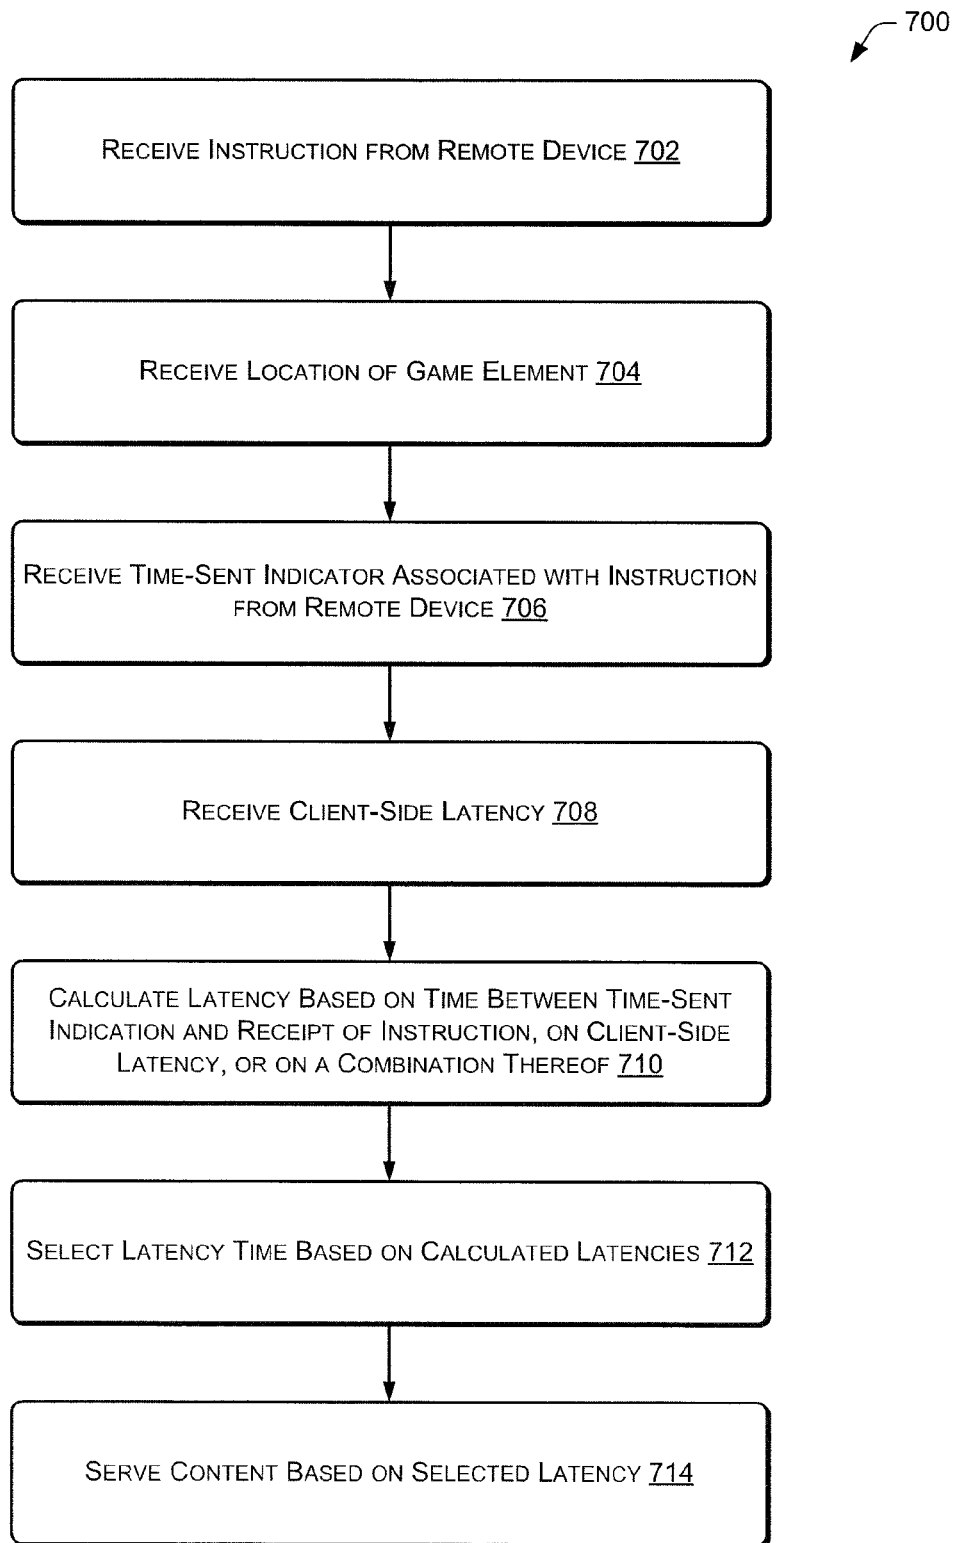 700
RECEIVE INSTRUCTION FROM REMOTE DEVICE 702
RECEIVE LOCATION OF GAME ELEMENT 704
RECEIVE TIME-SENT INDICATOR ASSOCIATED WITH INSTRUCTION
FROM REMOTE DEVICE 706
RECEIVE CLIENT-SIDE LATENCY 708
CALCULATE LATENCY BASED ON TIME BETWEEN TIME-SENT
INDICATION AND RECEIPT OF INSTRUCTION, ON CLIENT-SIDE
LATENCY, OR ON A COMBINATION THEREOF 710
SELECT LATENCY TIME BASED ON CALCULATED LATENCIES 712
SERVE CONTENT BASED ON SELECTED LATENCY 714